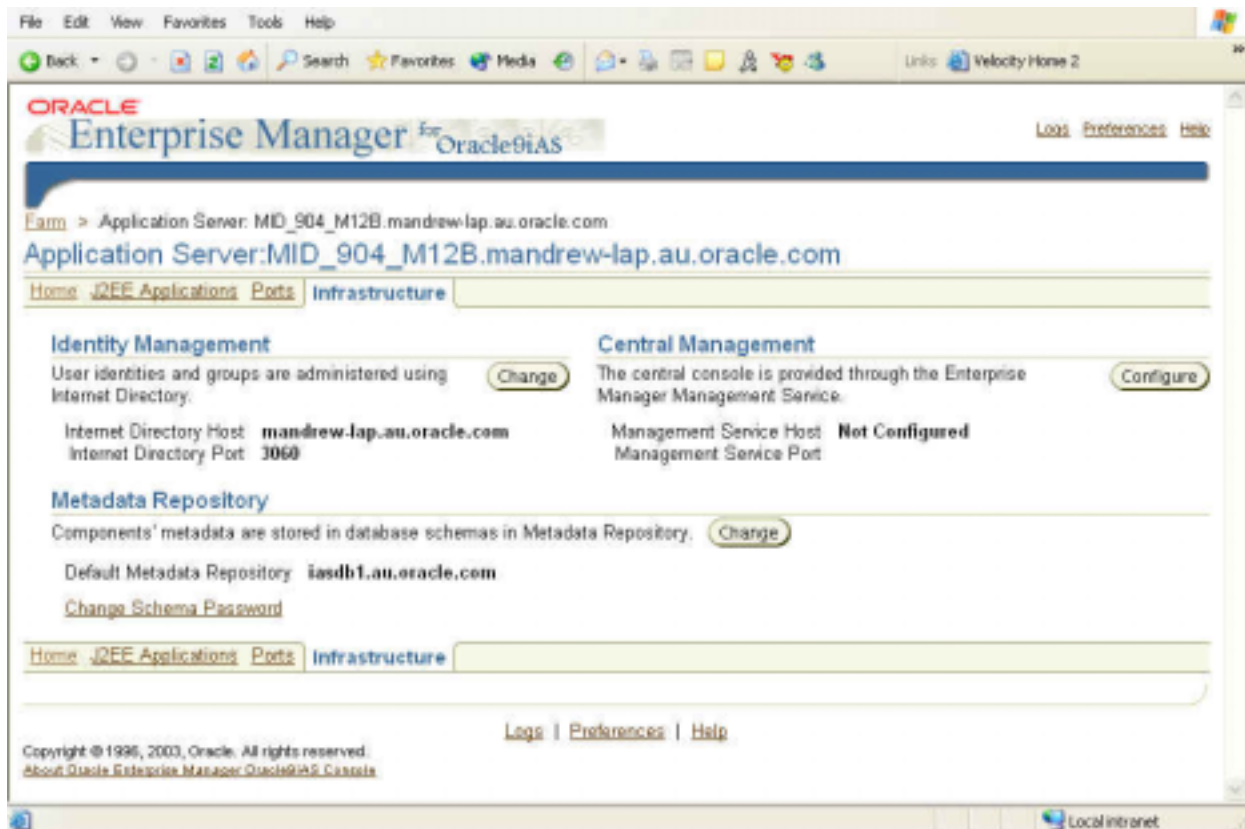 File Edit View Favorites Tools Help
Back Search Favorites Media Links Velocity Home 2
ORACLE
Enterprise Manager for Oracle9iAS
Logs Preferences Help
Farm > Application Server: MID_904_M12B.mandrew-lap.au.oracle.com
Application Server:MID_904_M12B.mandrew-lap.au.oracle.com
Home J2EE Applications Ports Infrastructure
Identity Management
User identities and groups are administered using
Internet Directory.
Change
Internet Directory Host mandrew-lap.au.oracle.com
Internet Directory Port 3060
Central Management
The central console is provided through the Enterprise
Manager Management Service.
Configure
Management Service Host Not Configured
Management Service Port
Metadata Repository
Components' metadata are stored in database schemas in Metadata Repository. Change
Default Metadata Repository iasdb1.au.oracle.com
Change Schema Password
Home J2EE Applications Ports Infrastructure
Logs | Preferences | Help
Copyright © 1996, 2003, Oracle. All rights reserved.
About Oracle Enterprise Manager Oracle9iAS Console
Local intranet